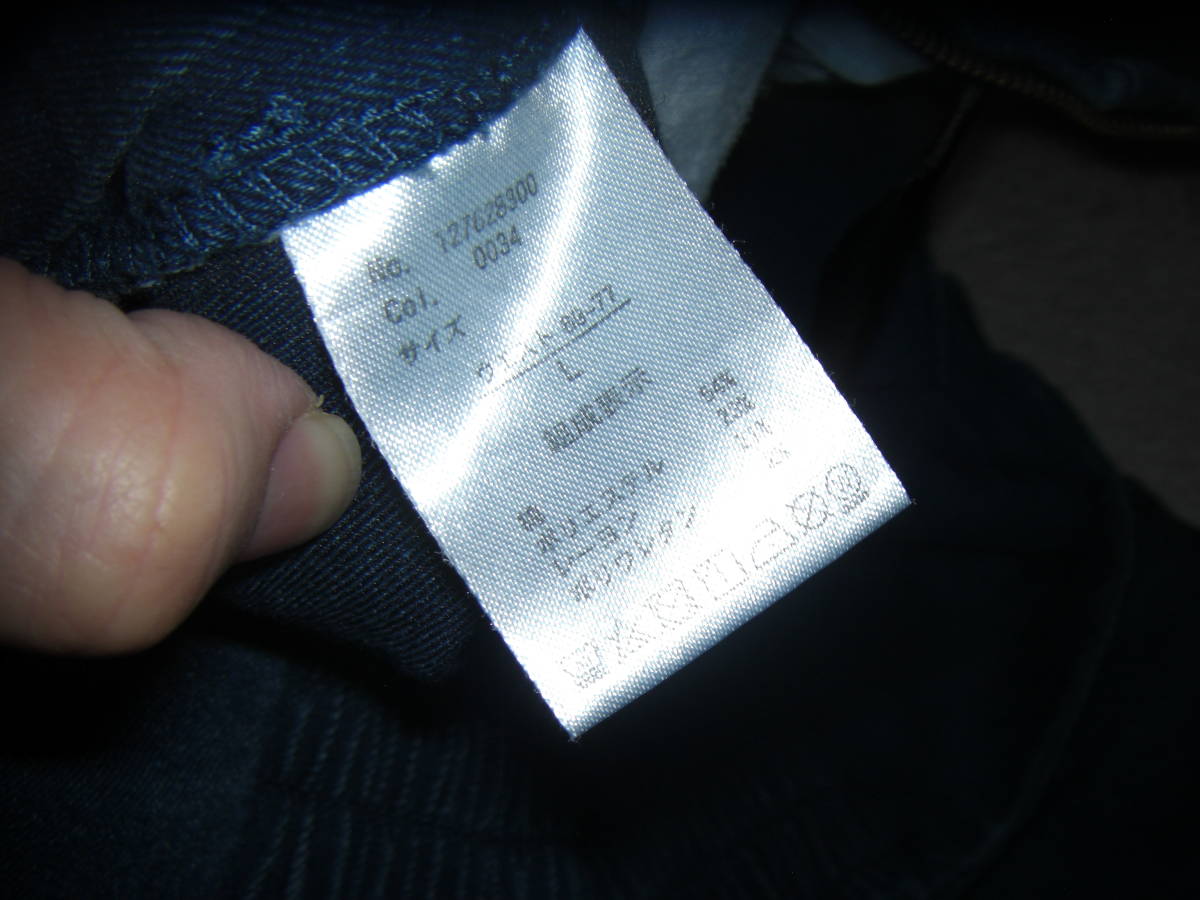 No. 127628900
Col. 0034
サイズ
ウエスト 69-77
L
組成表示
綿
ポリエステル
レーヨン
ポリウレタン